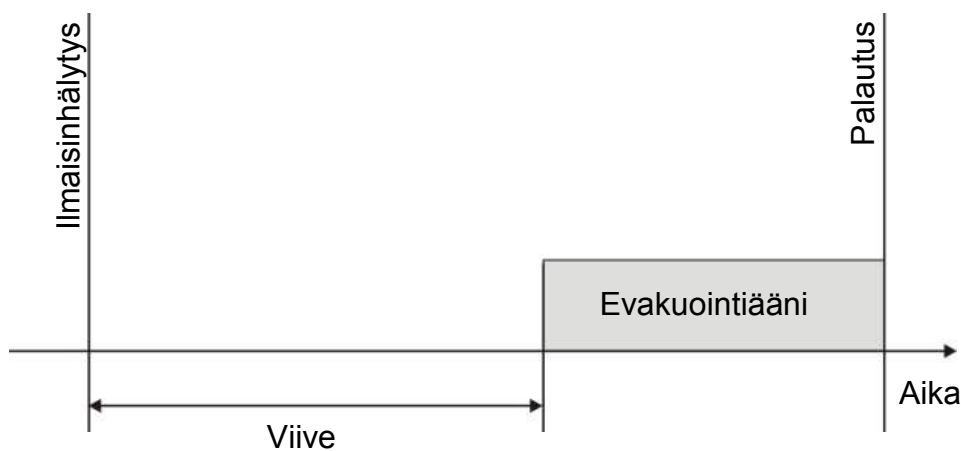 Ilmaisinhälytys
Palautus
Evakuointiääni
Aika
Viive